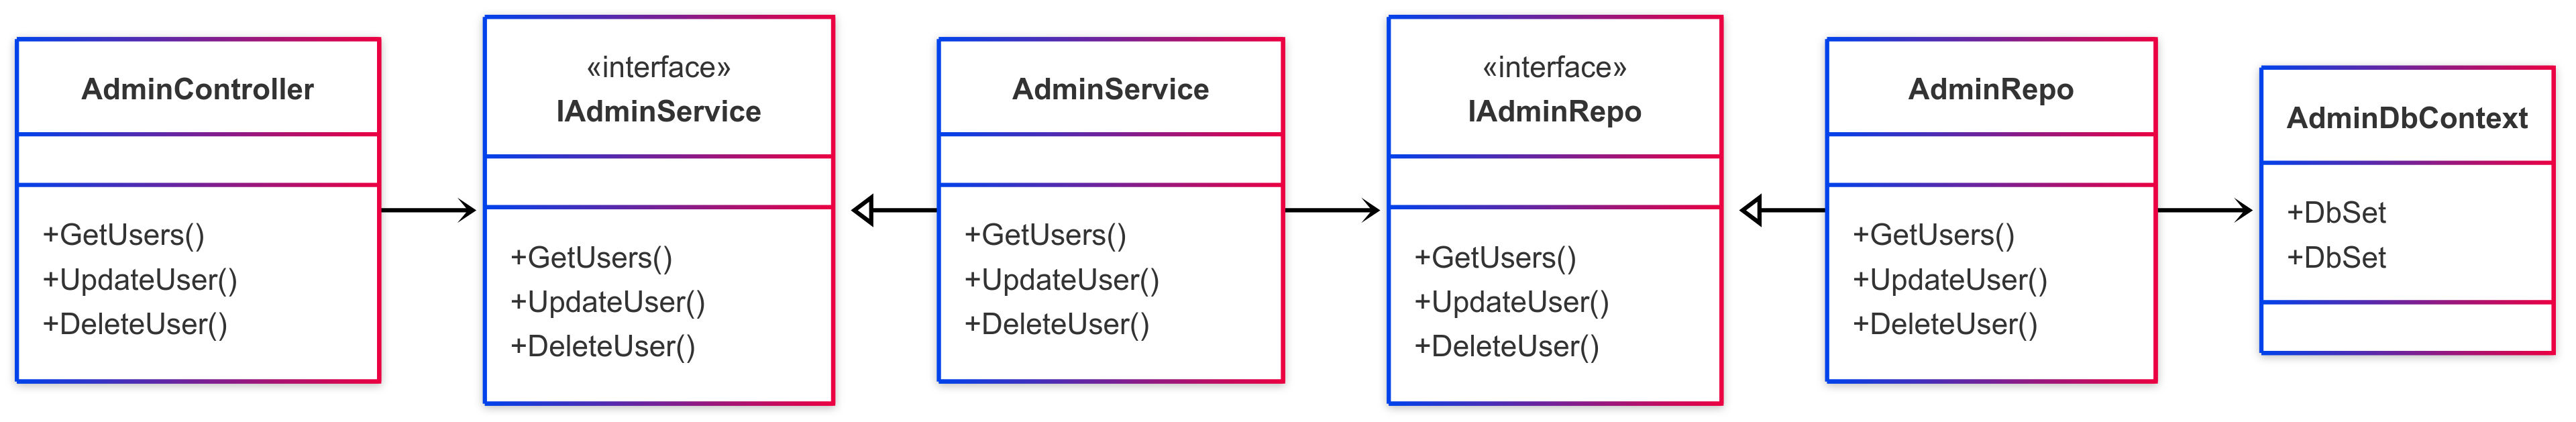 AdminController
+GetUsers()
+UpdateUser()
+DeleteUser()
«interface»
IAdminService
+GetUsers()
+UpdateUser()
+DeleteUser()
AdminService
+GetUsers()
+UpdateUser()
+DeleteUser()
«interface»
IAdminRepo
+GetUsers()
+UpdateUser()
+DeleteUser()
AdminRepo
+GetUsers()
+UpdateUser()
+DeleteUser()
AdminDbContext
+DbSet
+DbSet